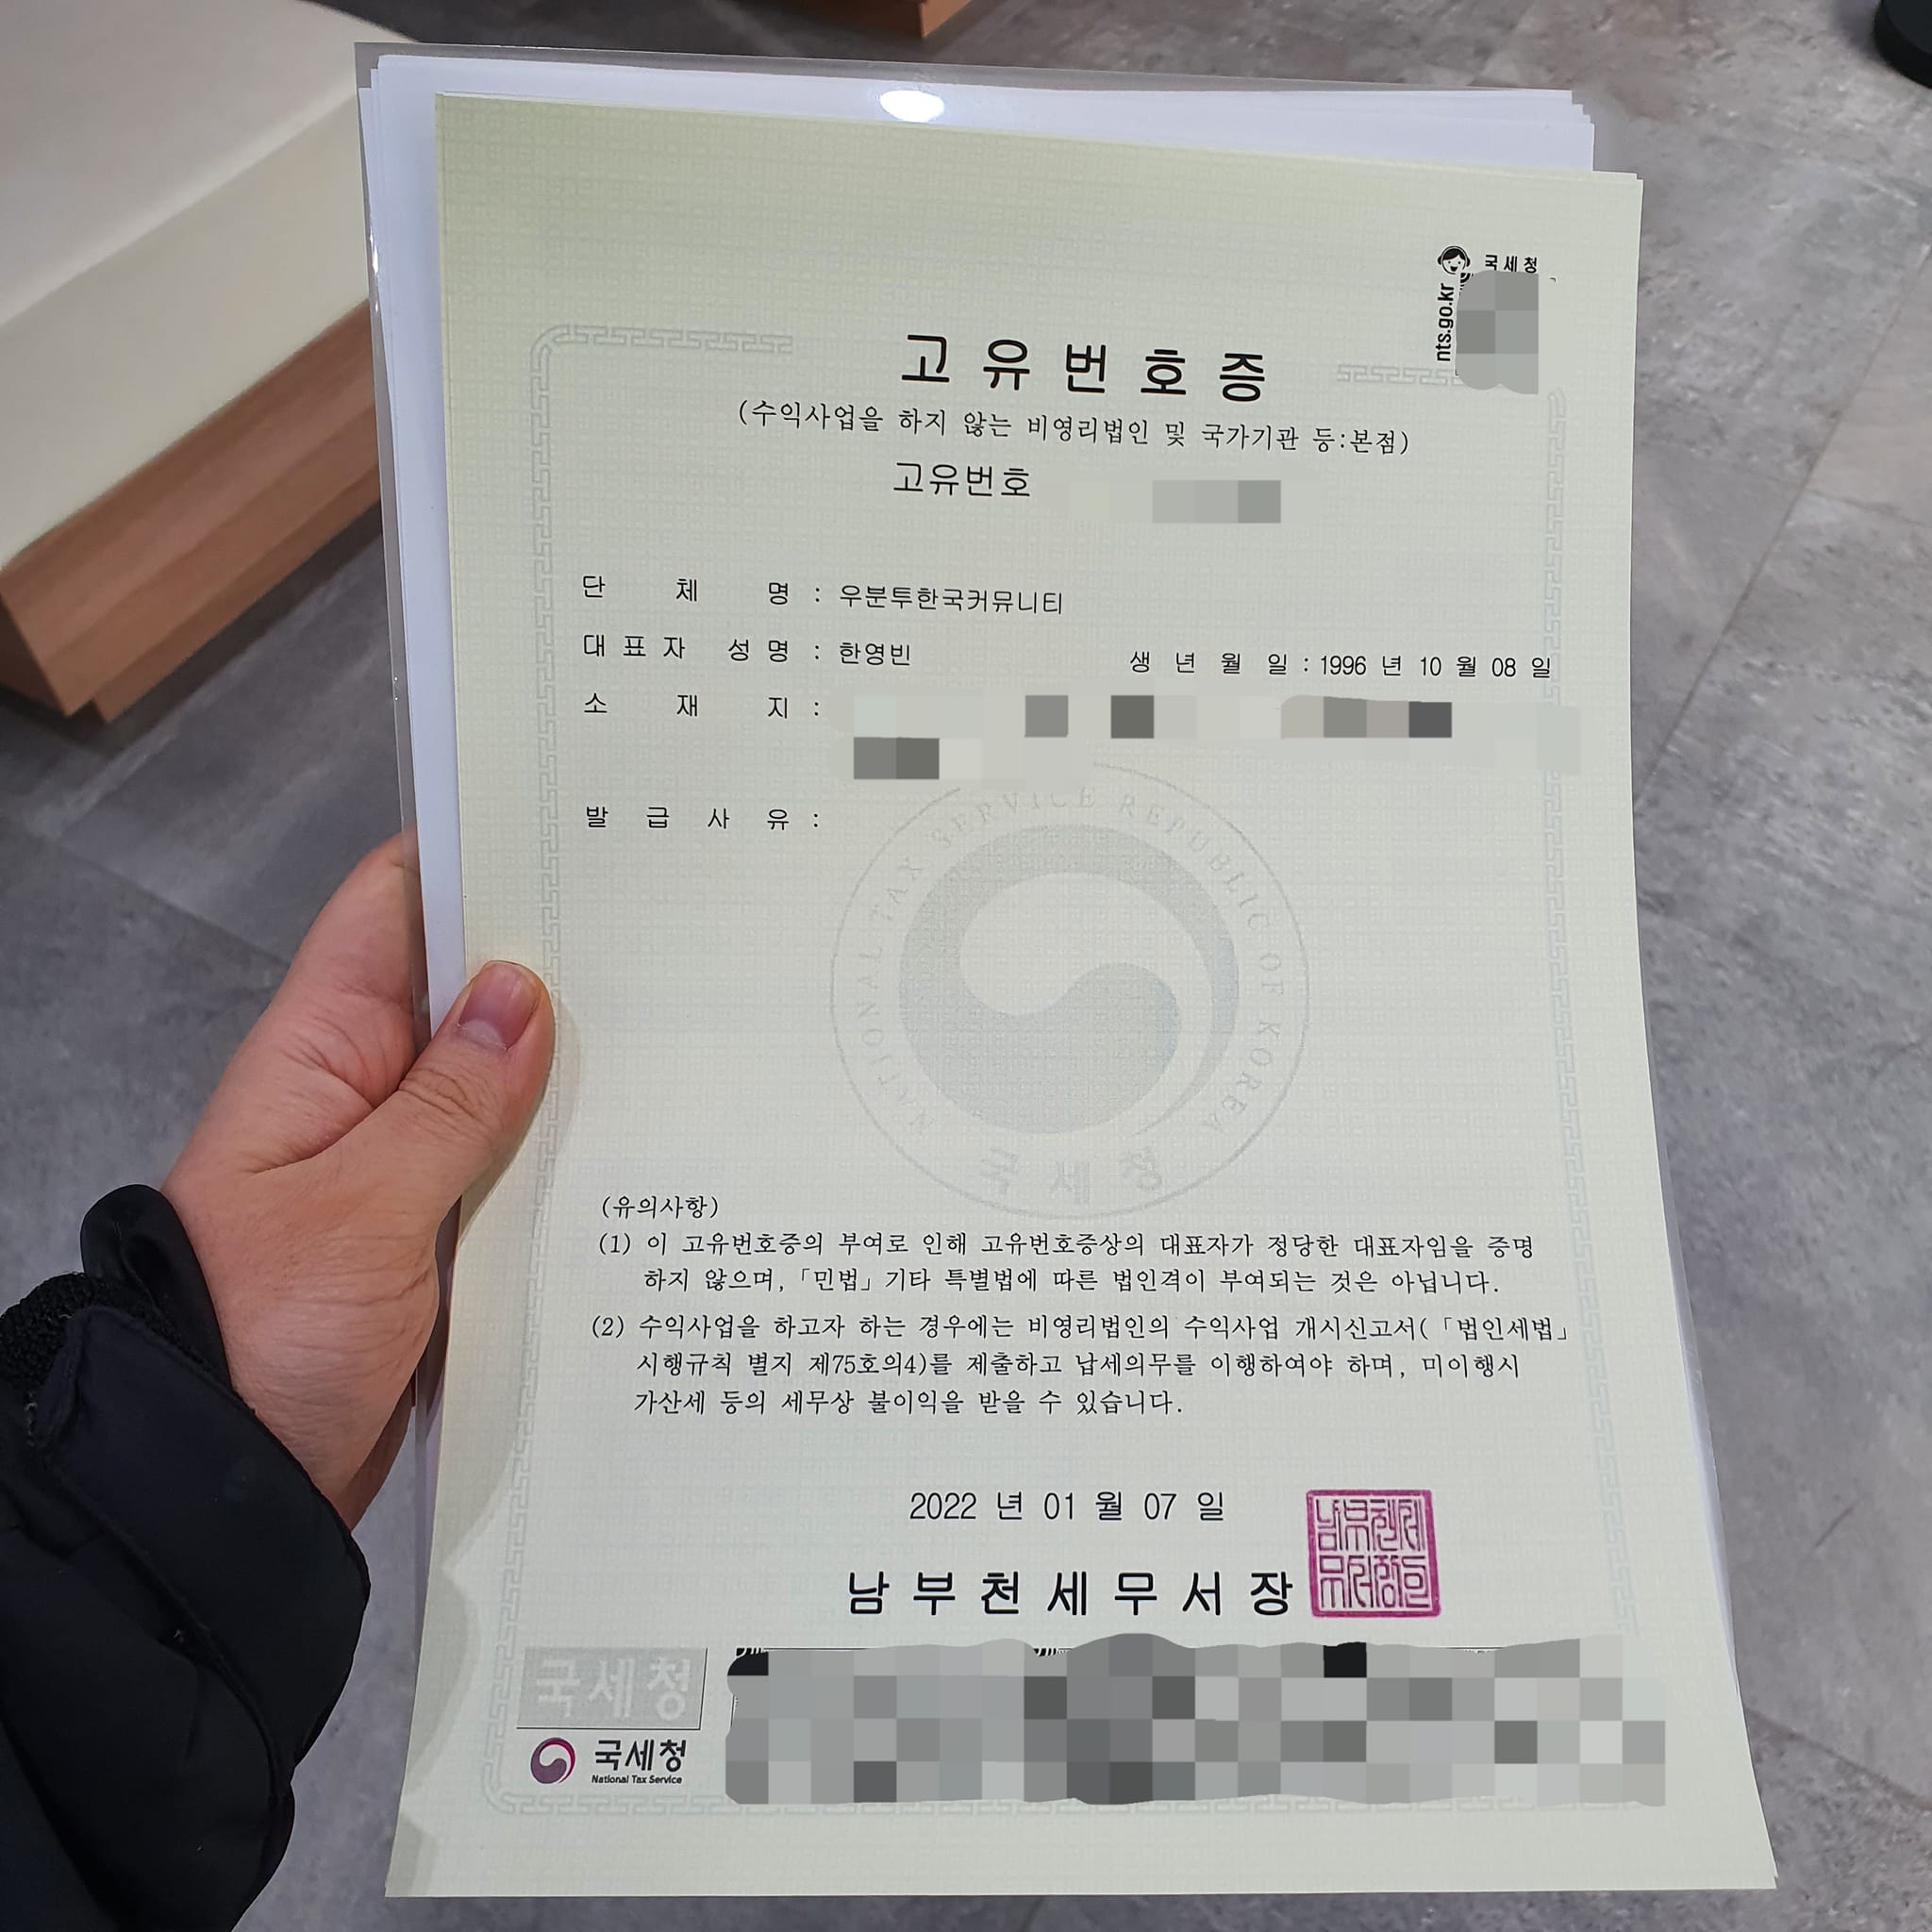 국세청
nts.go.kr
고유번호증
(수익사업을 하지 않는 비영리법인 및 국가기관 등:본점)
고유번호
단체명 : 우분투한국커뮤니티
대표자 성명 : 한영빈 생년월일 : 1996 년 10 월 08 일
소재지 :
발급사유 :
NATIONAL TAX SERVICE REPUBLIC OF KOREA
국세청
(유의사항)
(1) 이 고유번호증의 부여로 인해 고유번호증상의 대표자가 정당한 대표자임을 증명
하지 않으며,「민법」기타 특별법에 따른 법인격이 부여되는 것은 아닙니다.
(2) 수익사업을 하고자 하는 경우에는 비영리법인의 수익사업 개시신고서(「법인세법」
시행규칙 별지 제75호의4)를 제출하고 납세의무를 이행하여야 하며, 미이행시
가산세 등의 세무상 불이익을 받을 수 있습니다.
2022 년 01 월 07 일
남부천세무서장
남부천세
무서장인
국세청
국세청
National Tax Service